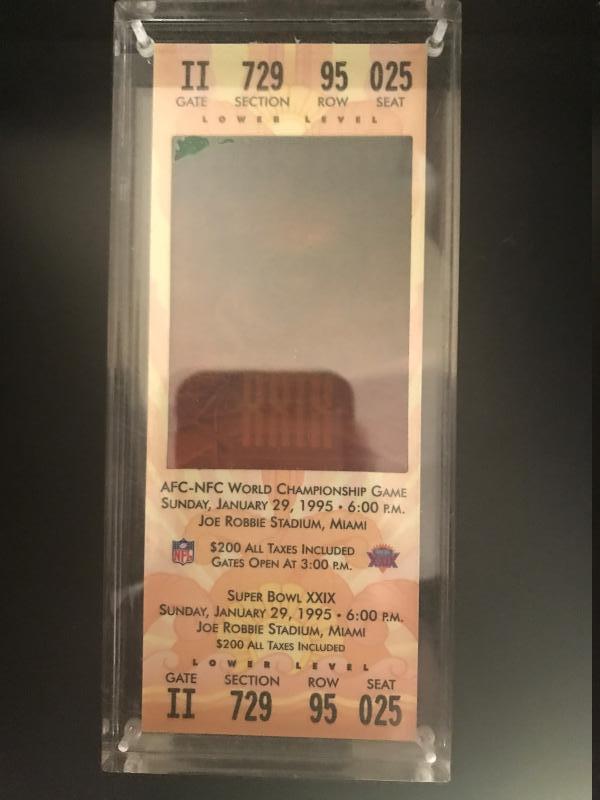 II 729 95 025
GATE SECTION ROW SEAT
LOWER LEVEL
XXIX
AFC-NFC WORLD CHAMPIONSHIP GAME
SUNDAY, JANUARY 29, 1995 • 6:00 P.M.
JOE ROBBIE STADIUM, MIAMI
NFL
$200 ALL TAXES INCLUDED
GATES OPEN AT 3:00 P.M.
XXIX
SUPER BOWL XXIX
SUNDAY, JANUARY 29, 1995 • 6:00 P.M.
JOE ROBBIE STADIUM, MIAMI
$200 ALL TAXES INCLUDED
LOWER LEVEL
GATE SECTION ROW SEAT
II 729 95 025